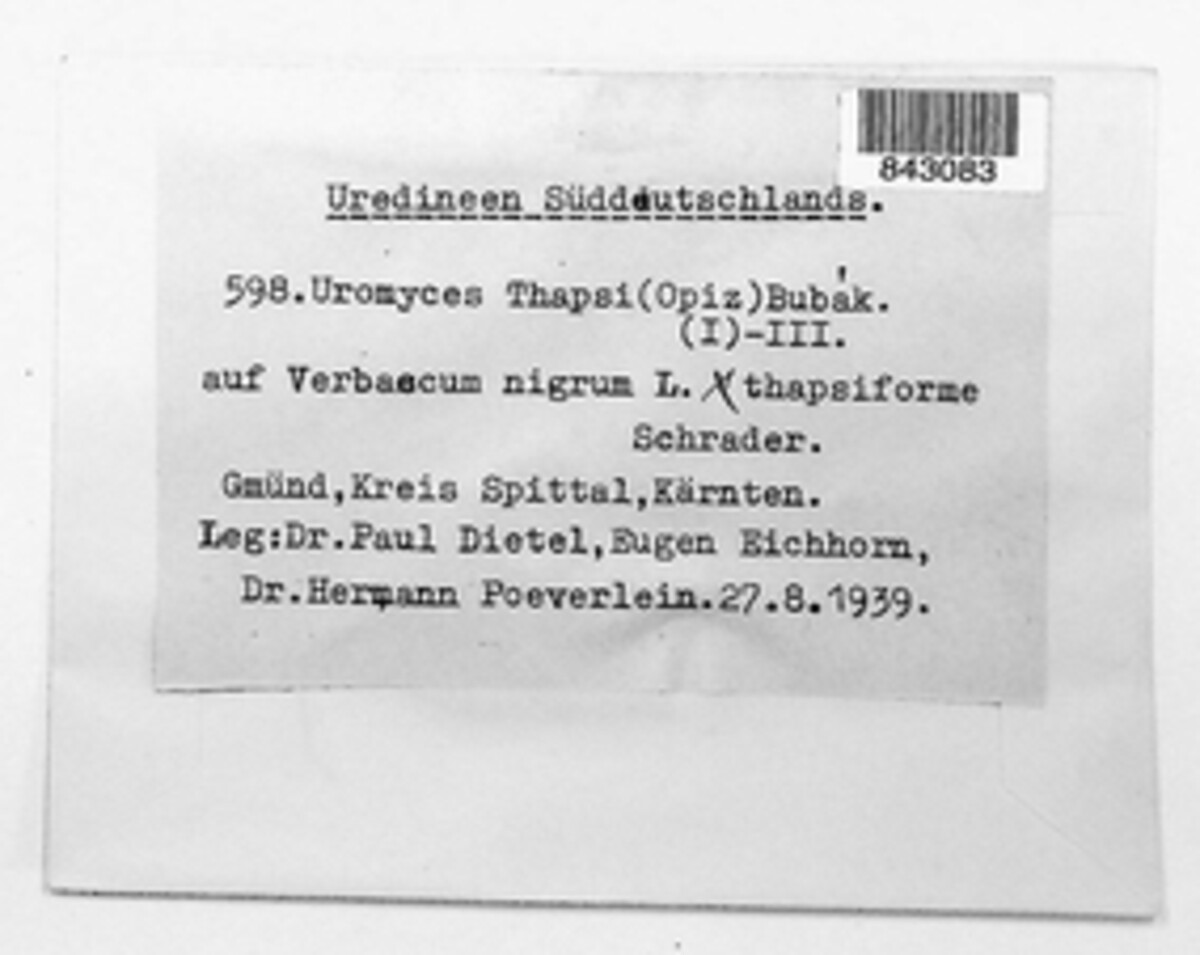 843083
Uredineen Süddeutschlands.
598.Uromyces Thapsi(Opiz)Bubák.
(I)-III.
auf Verbascum nigrum L. X thapsiforme
Schrader.
Gmünd,Kreis Spittal,Kärnten.
Leg:Dr.Paul Dietel,Eugen Eichhorn,
Dr.Hermann Poeverlein.27.8.1939.